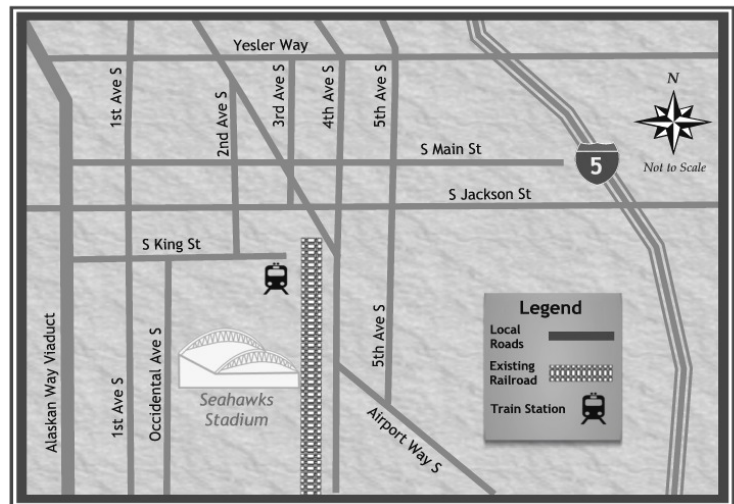 Yesler Way
1st Ave S
2nd Ave S
3rd Ave S
4th Ave S
5th Ave S
N
Not to Scale
S Main St
5
S Jackson St
S King St
Alaskan Way Viaduct
1st Ave S
Occidental Ave S
Seahawks
Stadium
5th Ave S
Airport Way S
Legend
Local
Roads
Existing
Railroad
Train Station